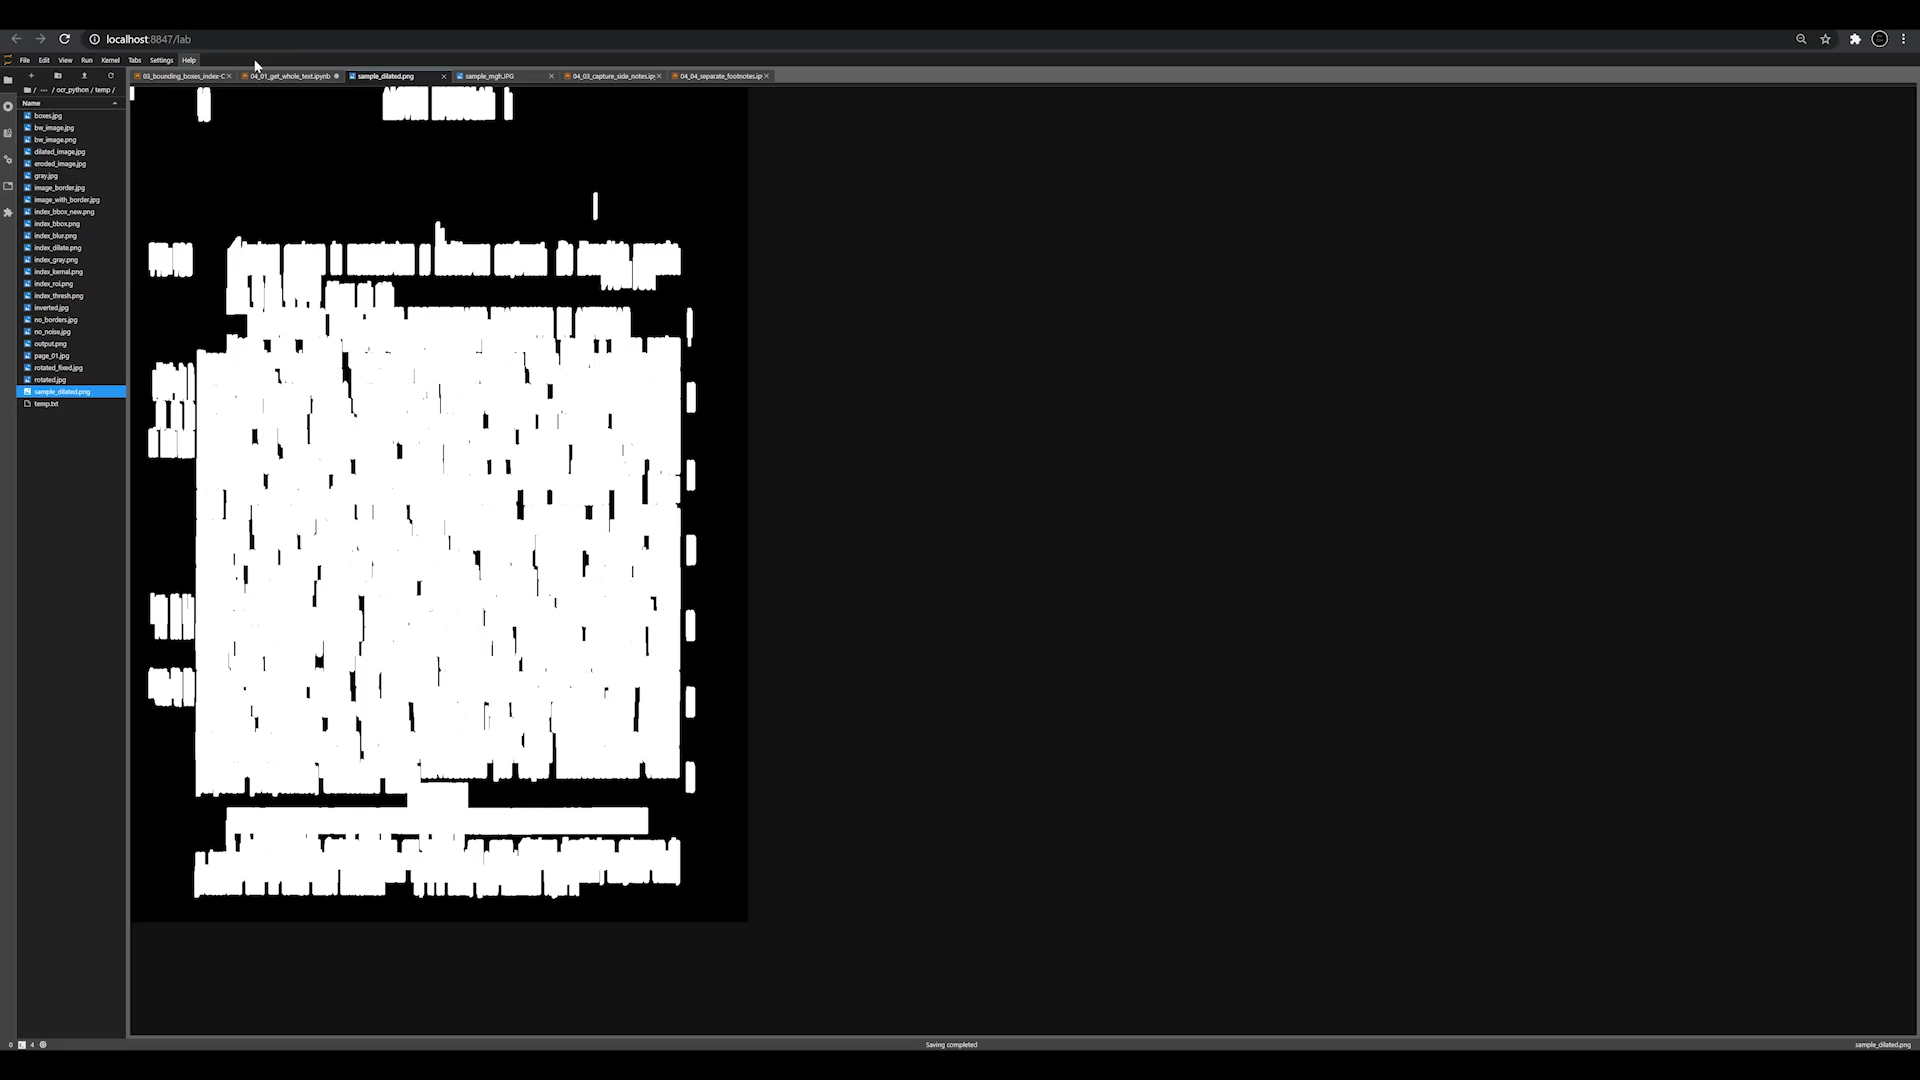 localhost:8847/lab
File Edit View Run Kernel Tabs Settings Help
03_bounding_boxes_index-C
04_01_get_whole_text.ipynb
sample_dilated.png
sample_mgh.JPG
04_03_capture_side_notes.ip
04_04_separate_footnotes.ip
/ ... / ocr_python / temp /
Name
boxes.jpg
bw_image.jpg
bw_image.png
dilated_image.jpg
eroded_image.jpg
gray.jpg
image_border.jpg
image_with_border.jpg
index_bbox_new.png
index_bbox.png
index_blur.png
index_dilate.png
index_gray.png
index_kernal.png
index_roi.png
index_thresh.png
inverted.jpg
no_borders.jpg
no_noise.jpg
output.png
page_01.jpg
rotated_fixed.jpg
rotated.jpg
sample_dilated.png
temp.txt
0 4
Saving completed
sample_dilated.png